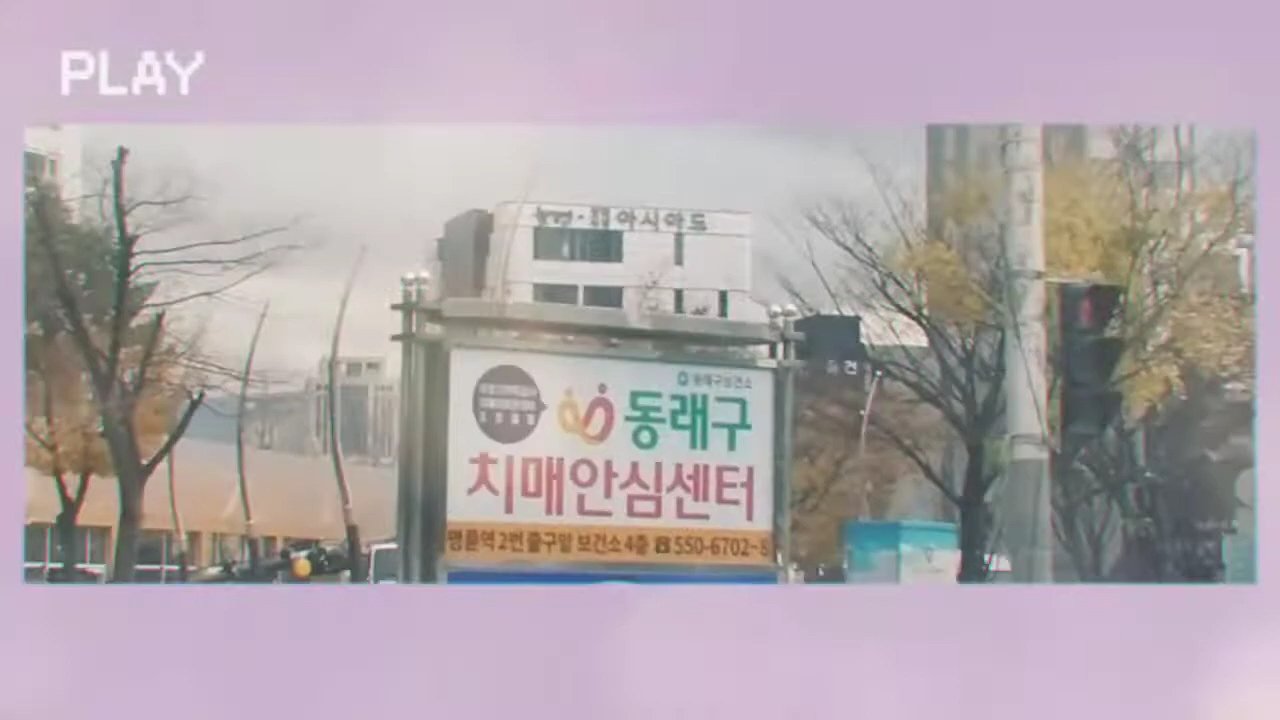 PLAY
아시아드
동래구보건소
동래구
치매안심센터
명륜역 2번 출구앞 보건소 4층 ☎ 550-6702~8